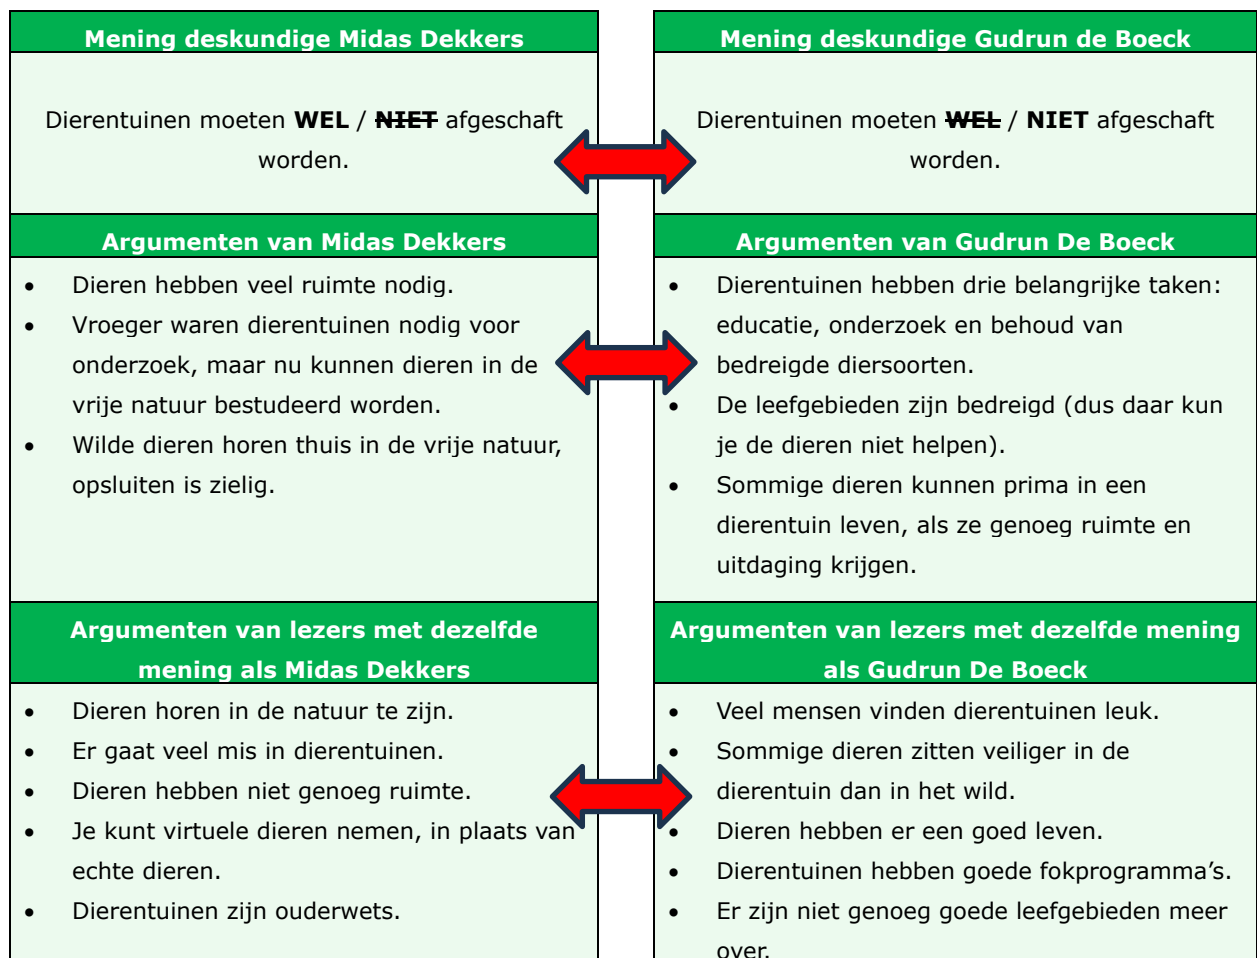 Mening deskundige Midas Dekkers
Dierentuinen moeten WEL / NIET afgeschaft
worden.
Argumenten van Midas Dekkers
• Dieren hebben veel ruimte nodig.
• Vroeger waren dierentuinen nodig voor
onderzoek, maar nu kunnen dieren in de
vrije natuur bestudeerd worden.
• Wilde dieren horen thuis in de vrije natuur,
opsluiten is zielig.
Argumenten van lezers met dezelfde
mening als Midas Dekkers
• Dieren horen in de natuur te zijn.
• Er gaat veel mis in dierentuinen.
• Dieren hebben niet genoeg ruimte.
• Je kunt virtuele dieren nemen, in plaats van
echte dieren.
• Dierentuinen zijn ouderwets.
Mening deskundige Gudrun de Boeck
Dierentuinen moeten WEL / NIET afgeschaft
worden.
Argumenten van Gudrun De Boeck
• Dierentuinen hebben drie belangrijke taken:
educatie, onderzoek en behoud van
bedreigde diersoorten.
• De leefgebieden zijn bedreigd (dus daar kun
je de dieren niet helpen).
• Sommige dieren kunnen prima in een
dierentuin leven, als ze genoeg ruimte en
uitdaging krijgen.
Argumenten van lezers met dezelfde mening
als Gudrun De Boeck
• Veel mensen vinden dierentuinen leuk.
• Sommige dieren zitten veiliger in de
dierentuin dan in het wild.
• Dieren hebben er een goed leven.
• Dierentuinen hebben goede fokprogramma's.
• Er zijn niet genoeg goede leefgebieden meer
over.